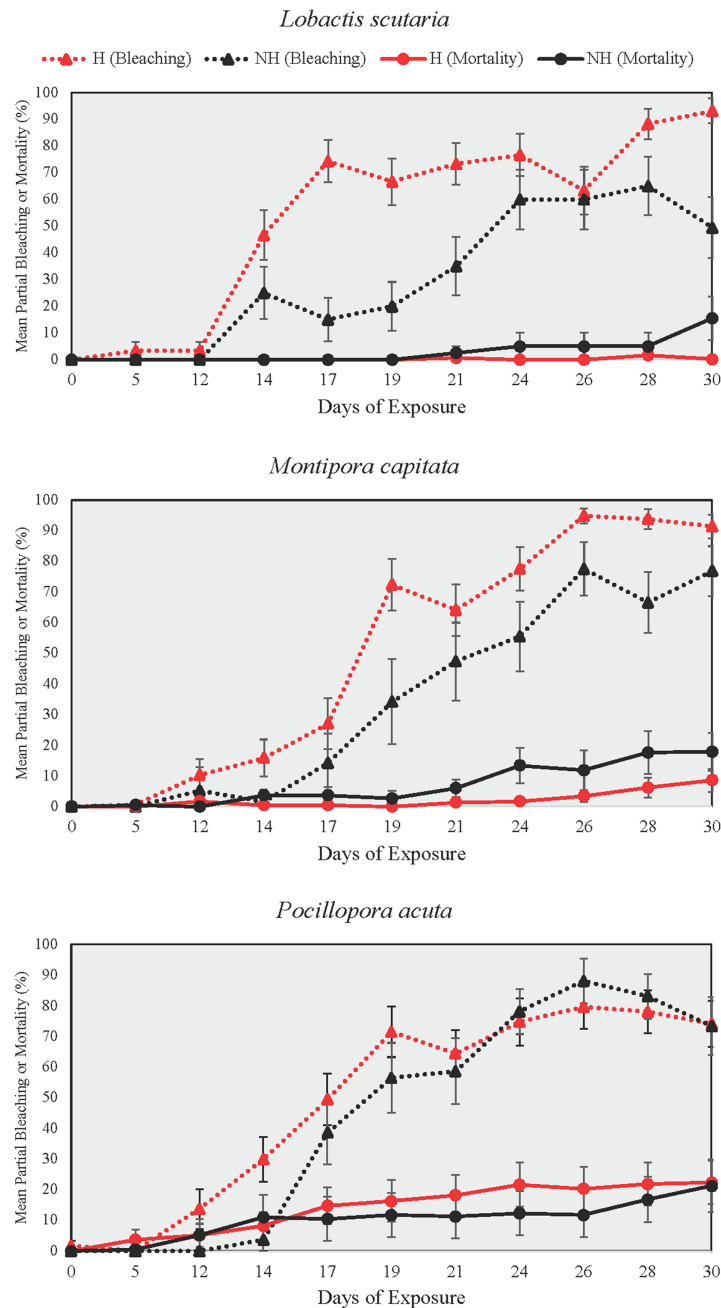 Lobactis scutaria
H (Bleaching) NH (Bleaching) H (Mortality) NH (Mortality)
Mean Partial Bleaching or Mortality (%)
100
90
80
70
60
50
40
30
20
10
0
0 5 12 14 17 19 21 24 26 28 30
Days of Exposure
Montipora capitata
Mean Partial Bleaching or Mortality (%)
100
90
80
70
60
50
40
30
20
10
0
0 5 12 14 17 19 21 24 26 28 30
Days of Exposure
Pocillopora acuta
Mean Partial Bleaching or Mortality (%)
100
90
80
70
60
50
40
30
20
10
0
0 5 12 14 17 19 21 24 26 28 30
Days of Exposure